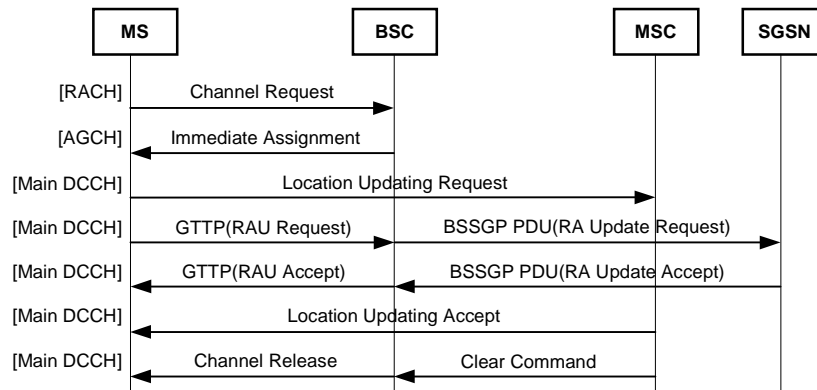 MS BSC MSC SGSN
[RACH] Channel Request
[AGCH] Immediate Assignment
[Main DCCH] Location Updating Request
[Main DCCH] GTTP(RAU Request) BSSGP PDU(RA Update Request)
[Main DCCH] GTTP(RAU Accept) BSSGP PDU(RA Update Accept)
[Main DCCH] Location Updating Accept
[Main DCCH] Channel Release Clear Command